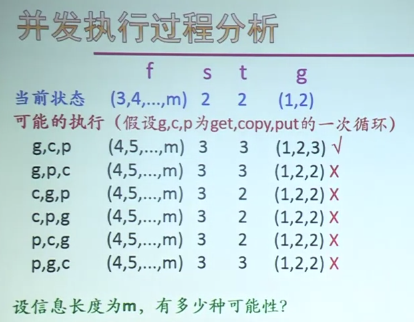 并发执行过程分析
f s t g
当前状态 (3,4,...,m) 2 2 (1,2)
可能的执行（假设g,c,p为get,copy,put的一次循环）
g,c,p (4,5,...,m) 3 3 (1,2,3) √
g,p,c (4,5,...,m) 3 3 (1,2,2) X
c,g,p (4,5,...,m) 3 2 (1,2,2) X
c,p,g (4,5,...,m) 3 2 (1,2,2) X
p,c,g (4,5,...,m) 3 2 (1,2,2) X
p,g,c (4,5,...,m) 3 3 (1,2,2) X
设信息长度为m，有多少种可能性?